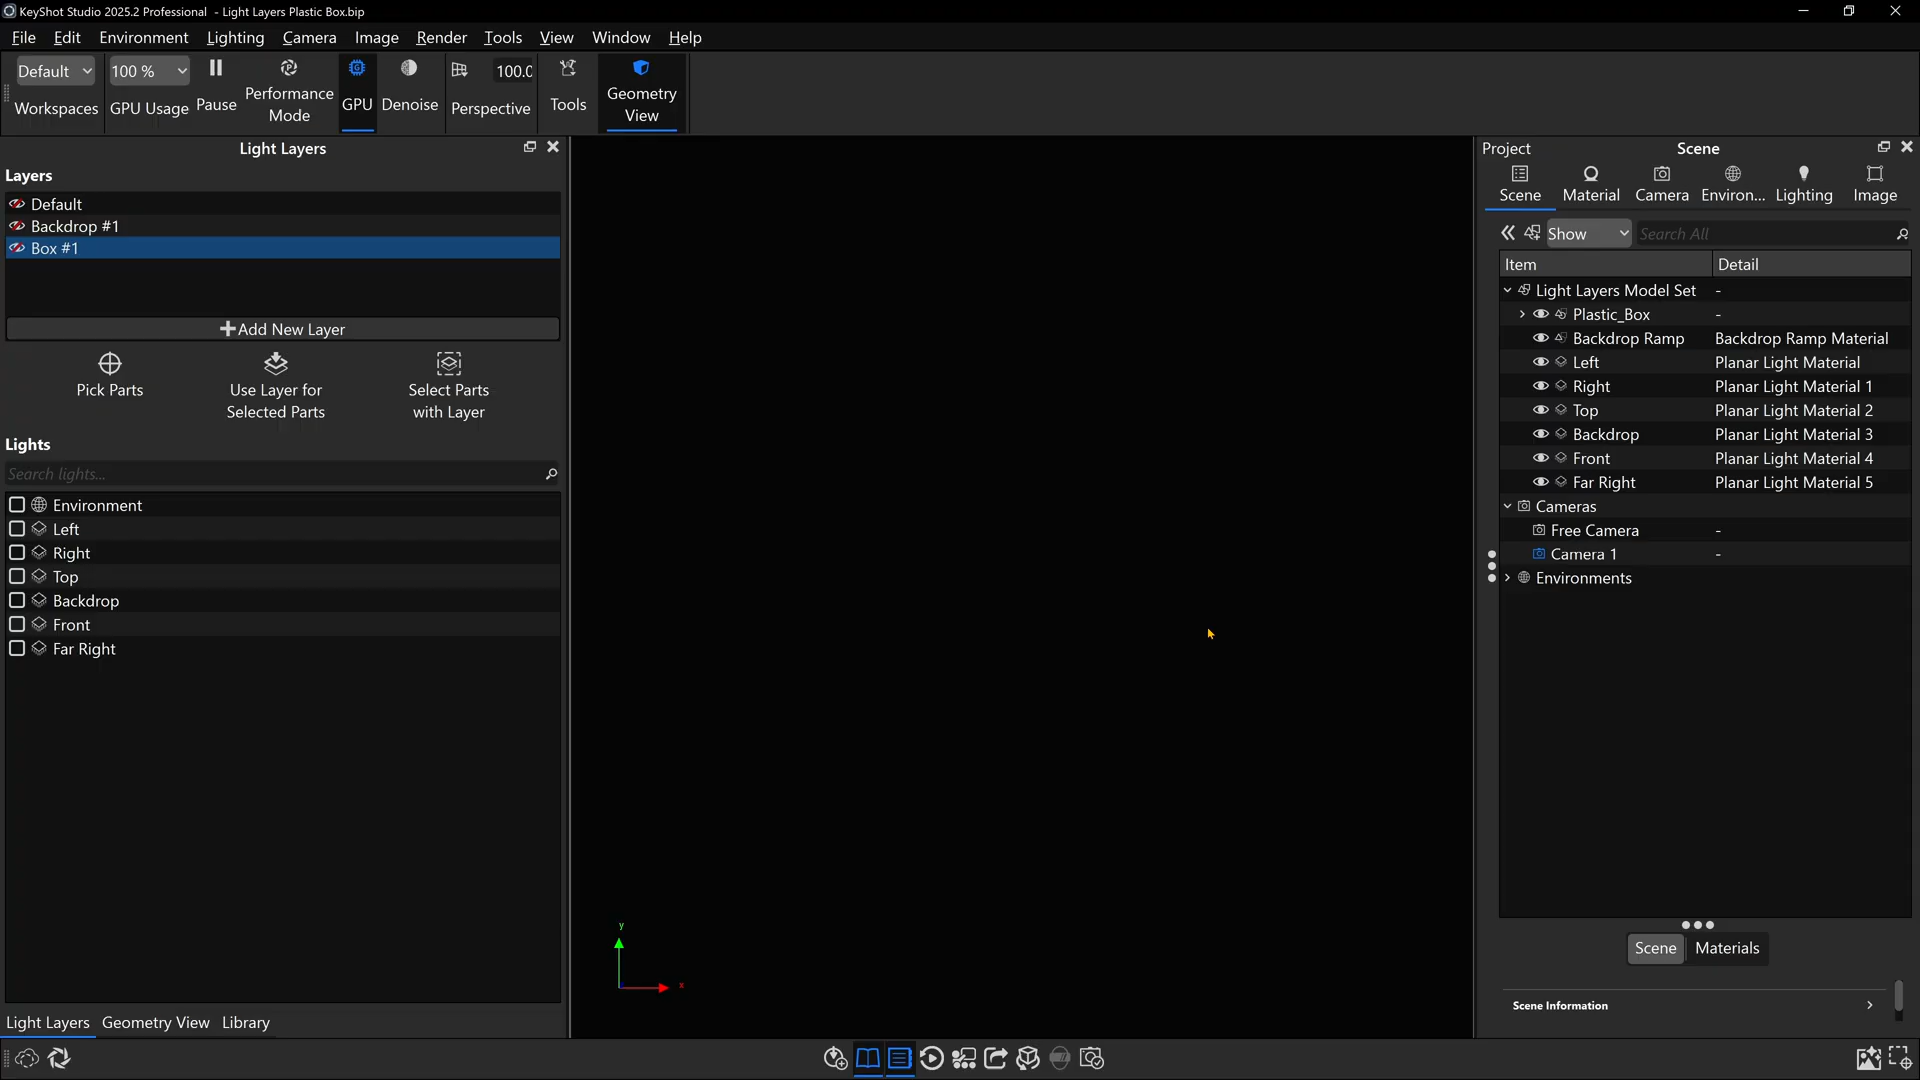 KeyShot Studio 2025.2 Professional - Light Layers Plastic Box.bip
File Edit Environment Lighting Camera Image Render Tools View Window Help
Default 100 % 100.0
Workspaces GPU Usage Pause Performance Mode GPU Denoise Perspective Tools Geometry View
Light Layers
Layers
Default
Backdrop #1
Box #1
Add New Layer
Pick Parts
Use Layer for
Selected Parts
Select Parts
with Layer
Lights
Search lights...
Environment
Left
Right
Top
Backdrop
Front
Far Right
Light Layers Geometry View Library
y
x
Project Scene
Scene Material Camera Environ... Lighting Image
Show Search All
Item Detail
Light Layers Model Set -
Plastic_Box -
Backdrop Ramp Backdrop Ramp Material
Left Planar Light Material
Right Planar Light Material 1
Top Planar Light Material 2
Backdrop Planar Light Material 3
Front Planar Light Material 4
Far Right Planar Light Material 5
Cameras
Free Camera -
Camera 1 -
Environments
Scene Materials
Scene Information